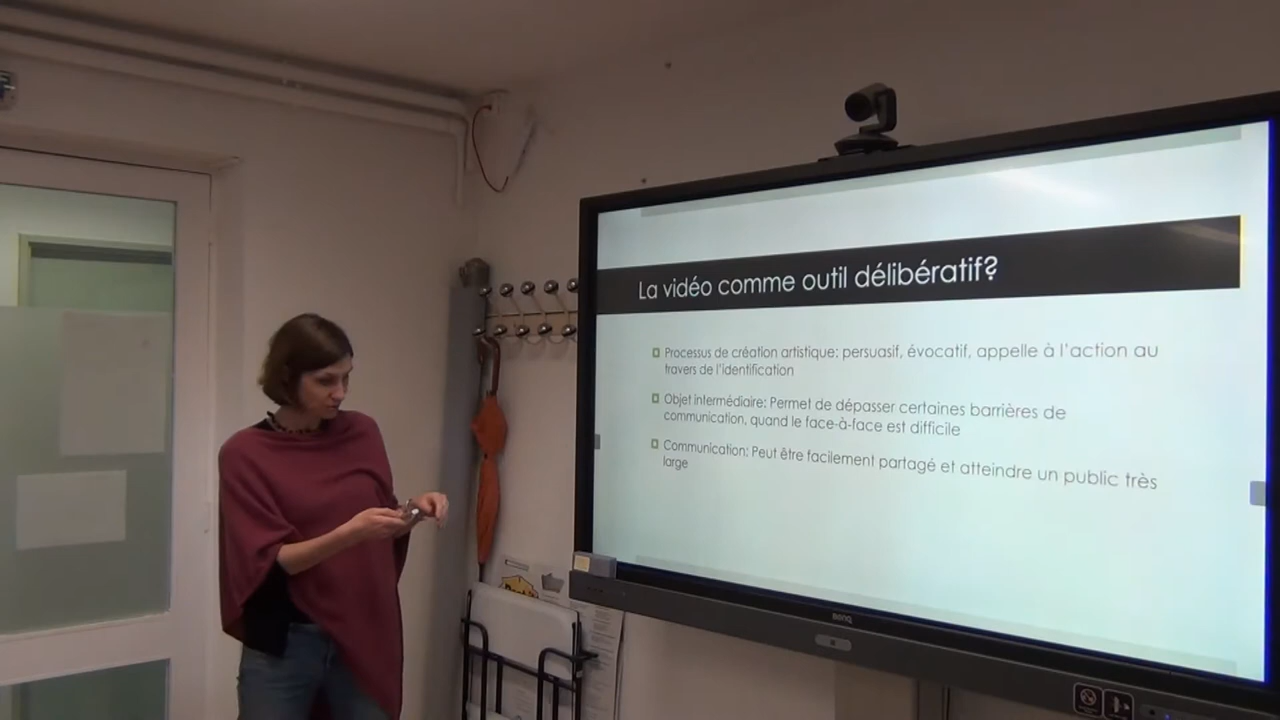 La vidéo comme outil délibératif?
Processus de création artistique: persuasif, évocatif, appelle à l'action au
travers de l'identification
Objet intermédiaire: Permet de dépasser certaines barrières de
communication, quand le face-à-face est difficile
Communication: Peut être facilement partagé et atteindre un public très
large
BenQ